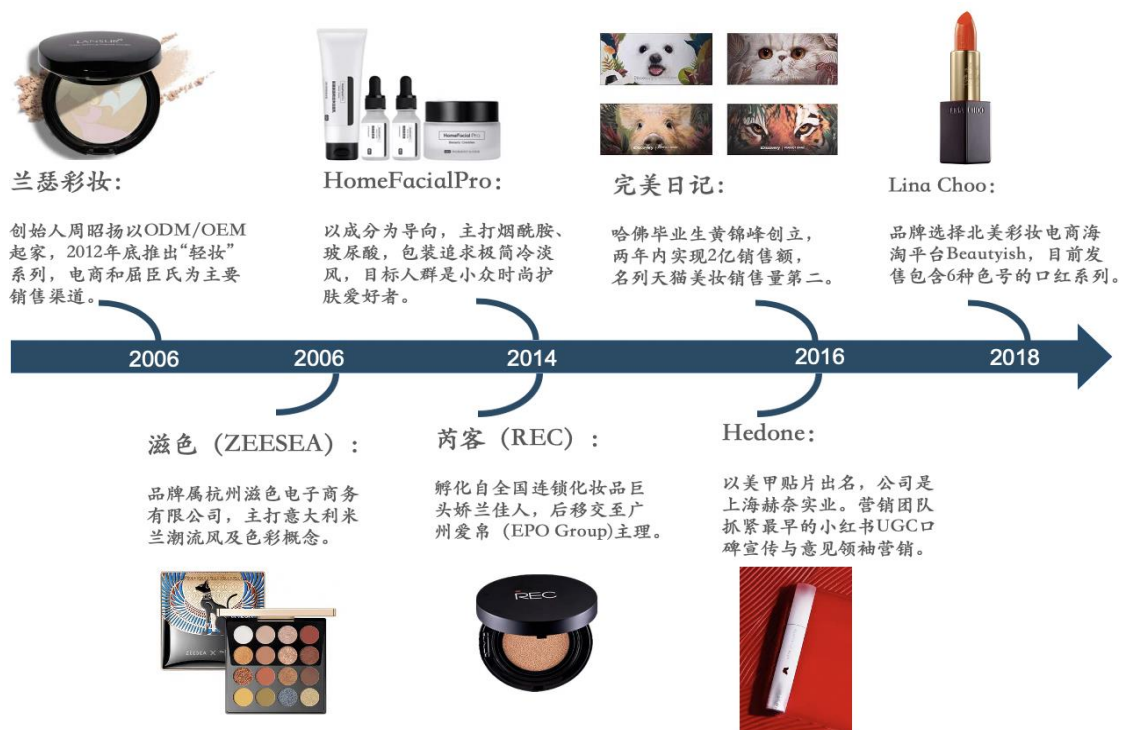 LANSUR
HomeFacial Pro
LINA CHOO
兰瑟彩妆：
创始人周昭扬以ODM/OEM
起家，2012年底推出“轻妆”
系列，电商和屈臣氏为主要
销售渠道。
HomeFacialPro：
以成分为导向，主打烟酰胺、
玻尿酸，包装追求极简冷淡
风，目标人群是小众时尚护
肤爱好者。
完美日记：
哈佛毕业生黄锦峰创立，
两年内实现2亿销售额，
名列天猫美妆销售量第二。
Lina Choo：
品牌选择北美彩妆电商海
淘平台Beautyish，目前发
售包含6种色号的口红系列。
2006
2006
2014
2016
2018
滋色（ZEESEA）：
品牌属杭州滋色电子商务
有限公司，主打意大利米
兰潮流风及色彩概念。
芮客（REC）：
孵化自全国连锁化妆品巨
头娇兰佳人，后移交至广
州爱帛（EPO Group)主理。
Hedone：
以美甲贴片出名，公司是
上海赫奈实业。营销团队
抓紧最早的小红书UGC口
碑宣传与意见领袖营销。
ZEESEA
REC